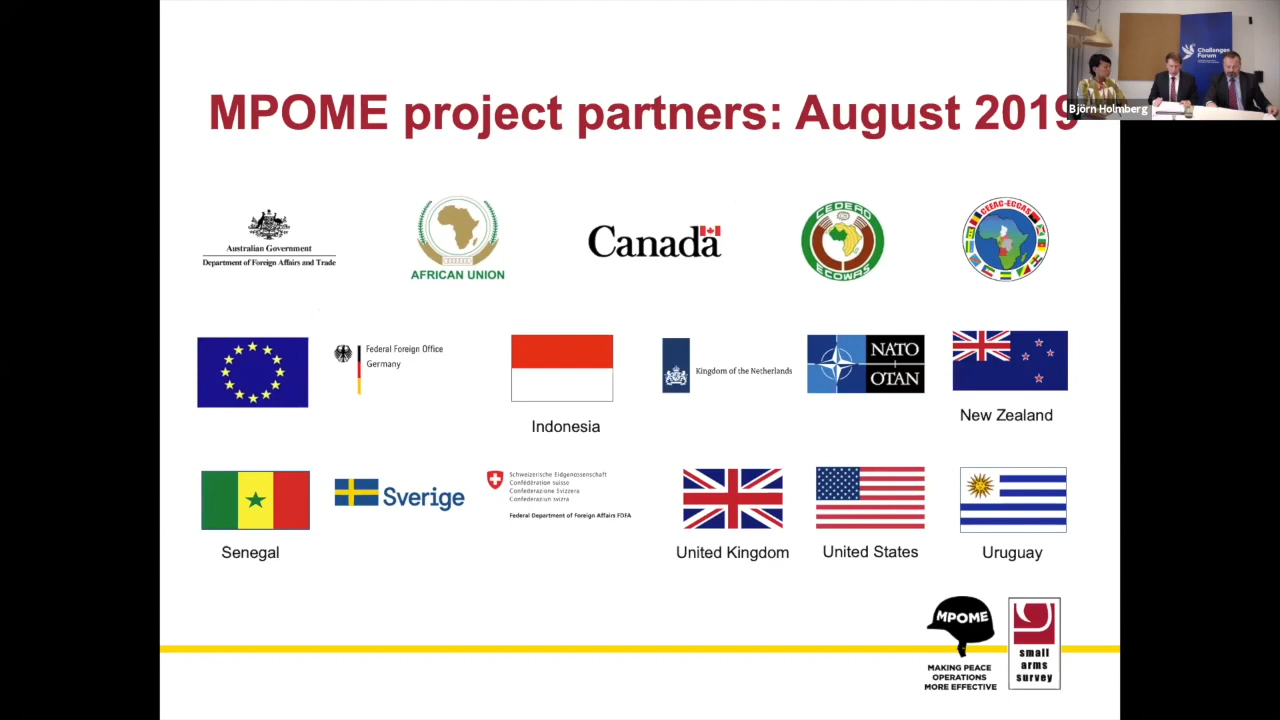 MPOME project partners: August 2019
Challenges
Forum
Björn Holmberg
Australian Government
Department of Foreign Affairs and Trade
AFRICAN UNION
Canada
CEDEAO
ECOWAS
CEEAC-ECCAS
Federal Foreign Office
Germany
Indonesia
Kingdom of the Netherlands
NATO
OTAN
New Zealand
Senegal
Sverige
Schweizerische Eidgenossenschaft
Confédération suisse
Confederazione Svizzera
Confederaziun svizra
Federal Department of Foreign Affairs FDFA
United Kingdom
United States
Uruguay
MPOME
MAKING PEACE
OPERATIONS
MORE EFFECTIVE
small
arms
survey